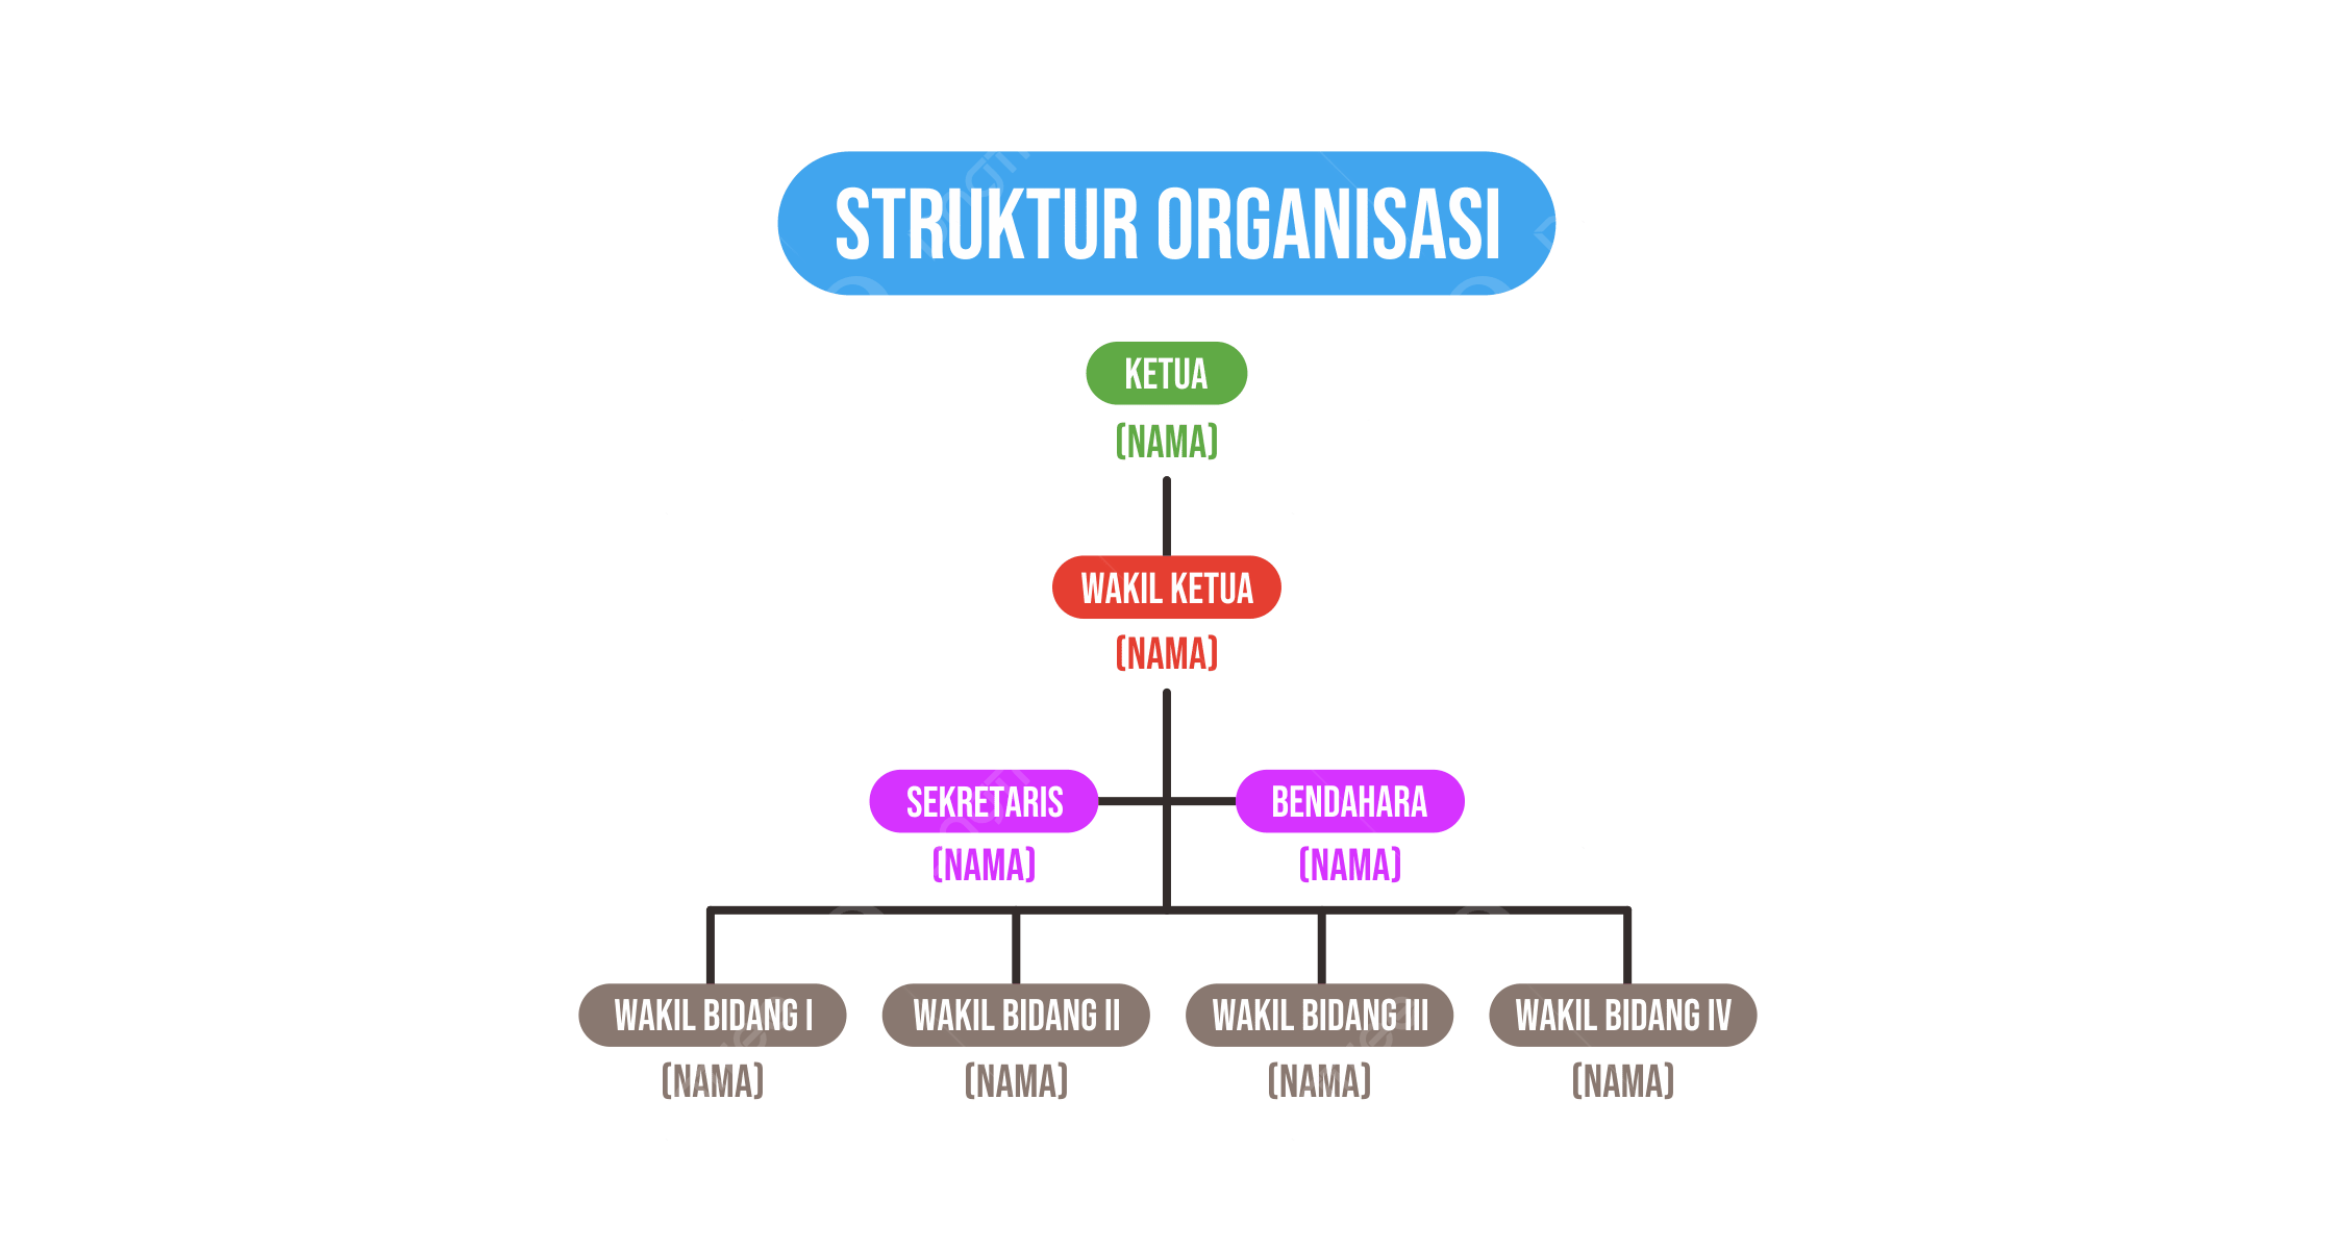 STRUKTUR ORGANISASI
KETUA
(NAMA)
WAKIL KETUA
(NAMA)
SEKRETARIS
BENDAHARA
(NAMA)
(NAMA)
WAKIL BIDANG I
WAKIL BIDANG II
WAKIL BIDANG III
WAKIL BIDANG IV
(NAMA)
(NAMA)
(NAMA)
(NAMA)